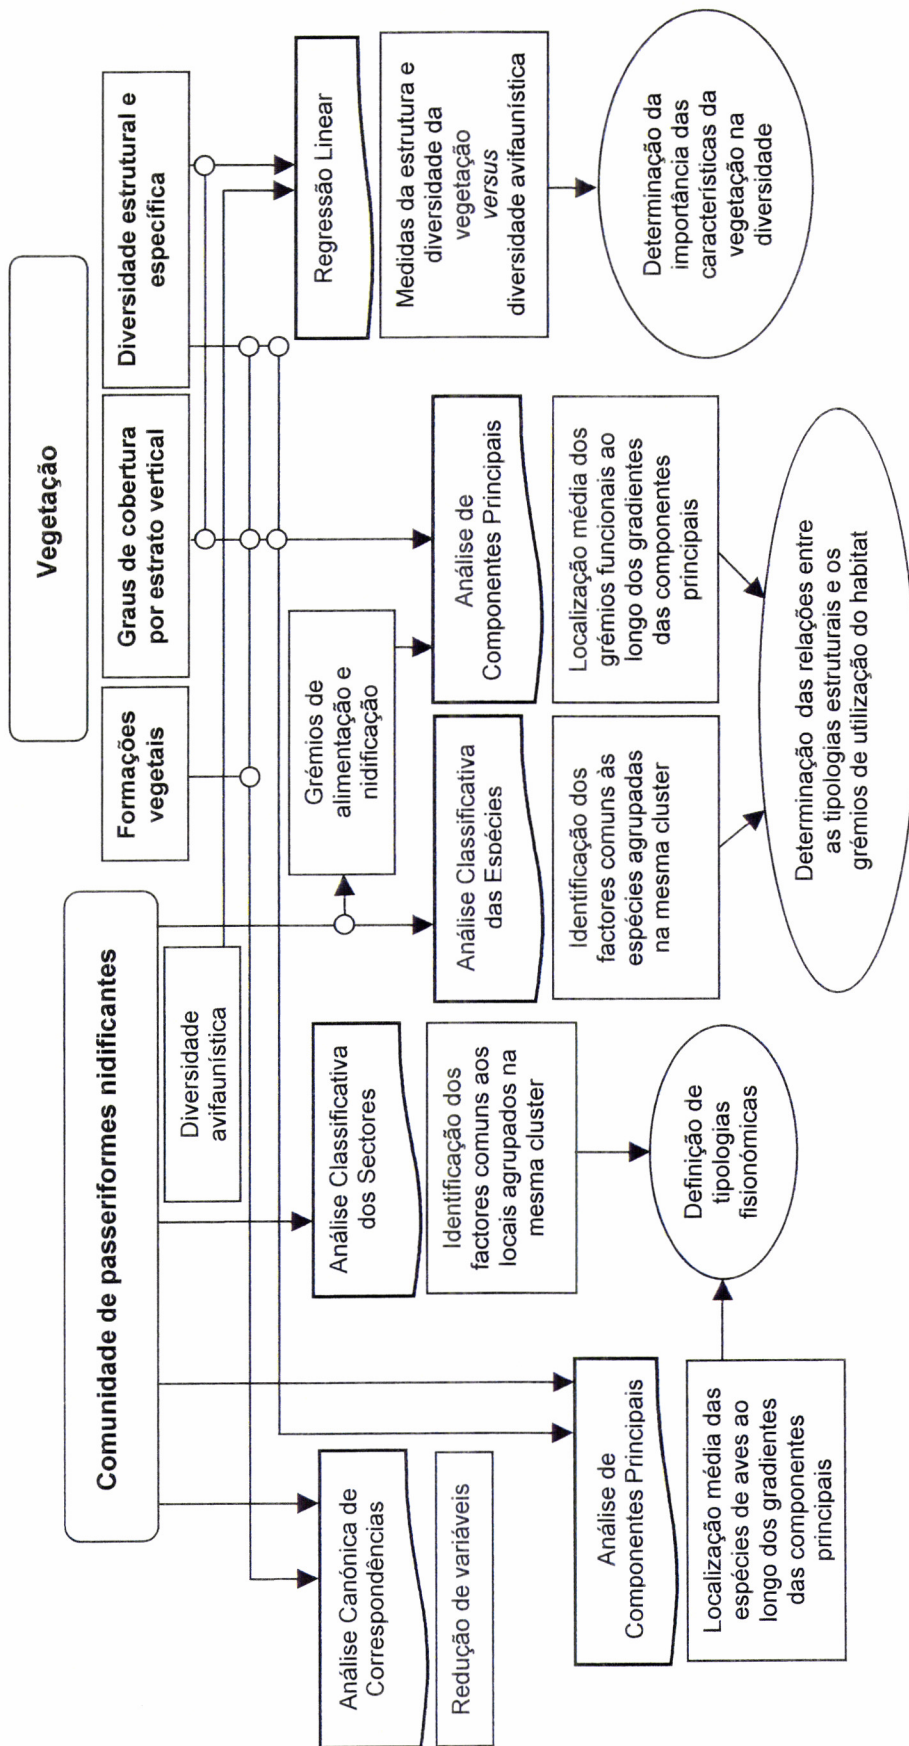 Vegetação
Comunidade de passeriformes nidificantes
Formações
vegetais
Graus de cobertura
por estrato vertical
Diversidade estrutural e
específica
Diversidade
avifaunística
Grémios de
alimentação e
nidificação
Análise Canónica de
Correspondências
Redução de variáveis
Análise Classificativa
dos Sectores
Identificação dos
factores comuns aos
locais agrupados na
mesma cluster
Análise Classificativa
das Espécies
Identificação dos
factores comuns às
espécies agrupadas
na mesma cluster
Análise de
Componentes Principais
Localização média dos
grémios funcionais ao
longo dos gradientes
das componentes
principais
Regressão Linear
Medidas da estrutura e
diversidade da
vegetação
versus
diversidade avifaunística
Análise de
Componentes Principais
Localização média das
espécies de aves ao
longo dos gradientes
das componentes
principais
Definição de
tipologias
fisionómicas
Determinação das relações entre
as tipologias estruturais e os
grémios de utilização do habitat
Determinação da
importância das
características da
vegetação na
diversidade